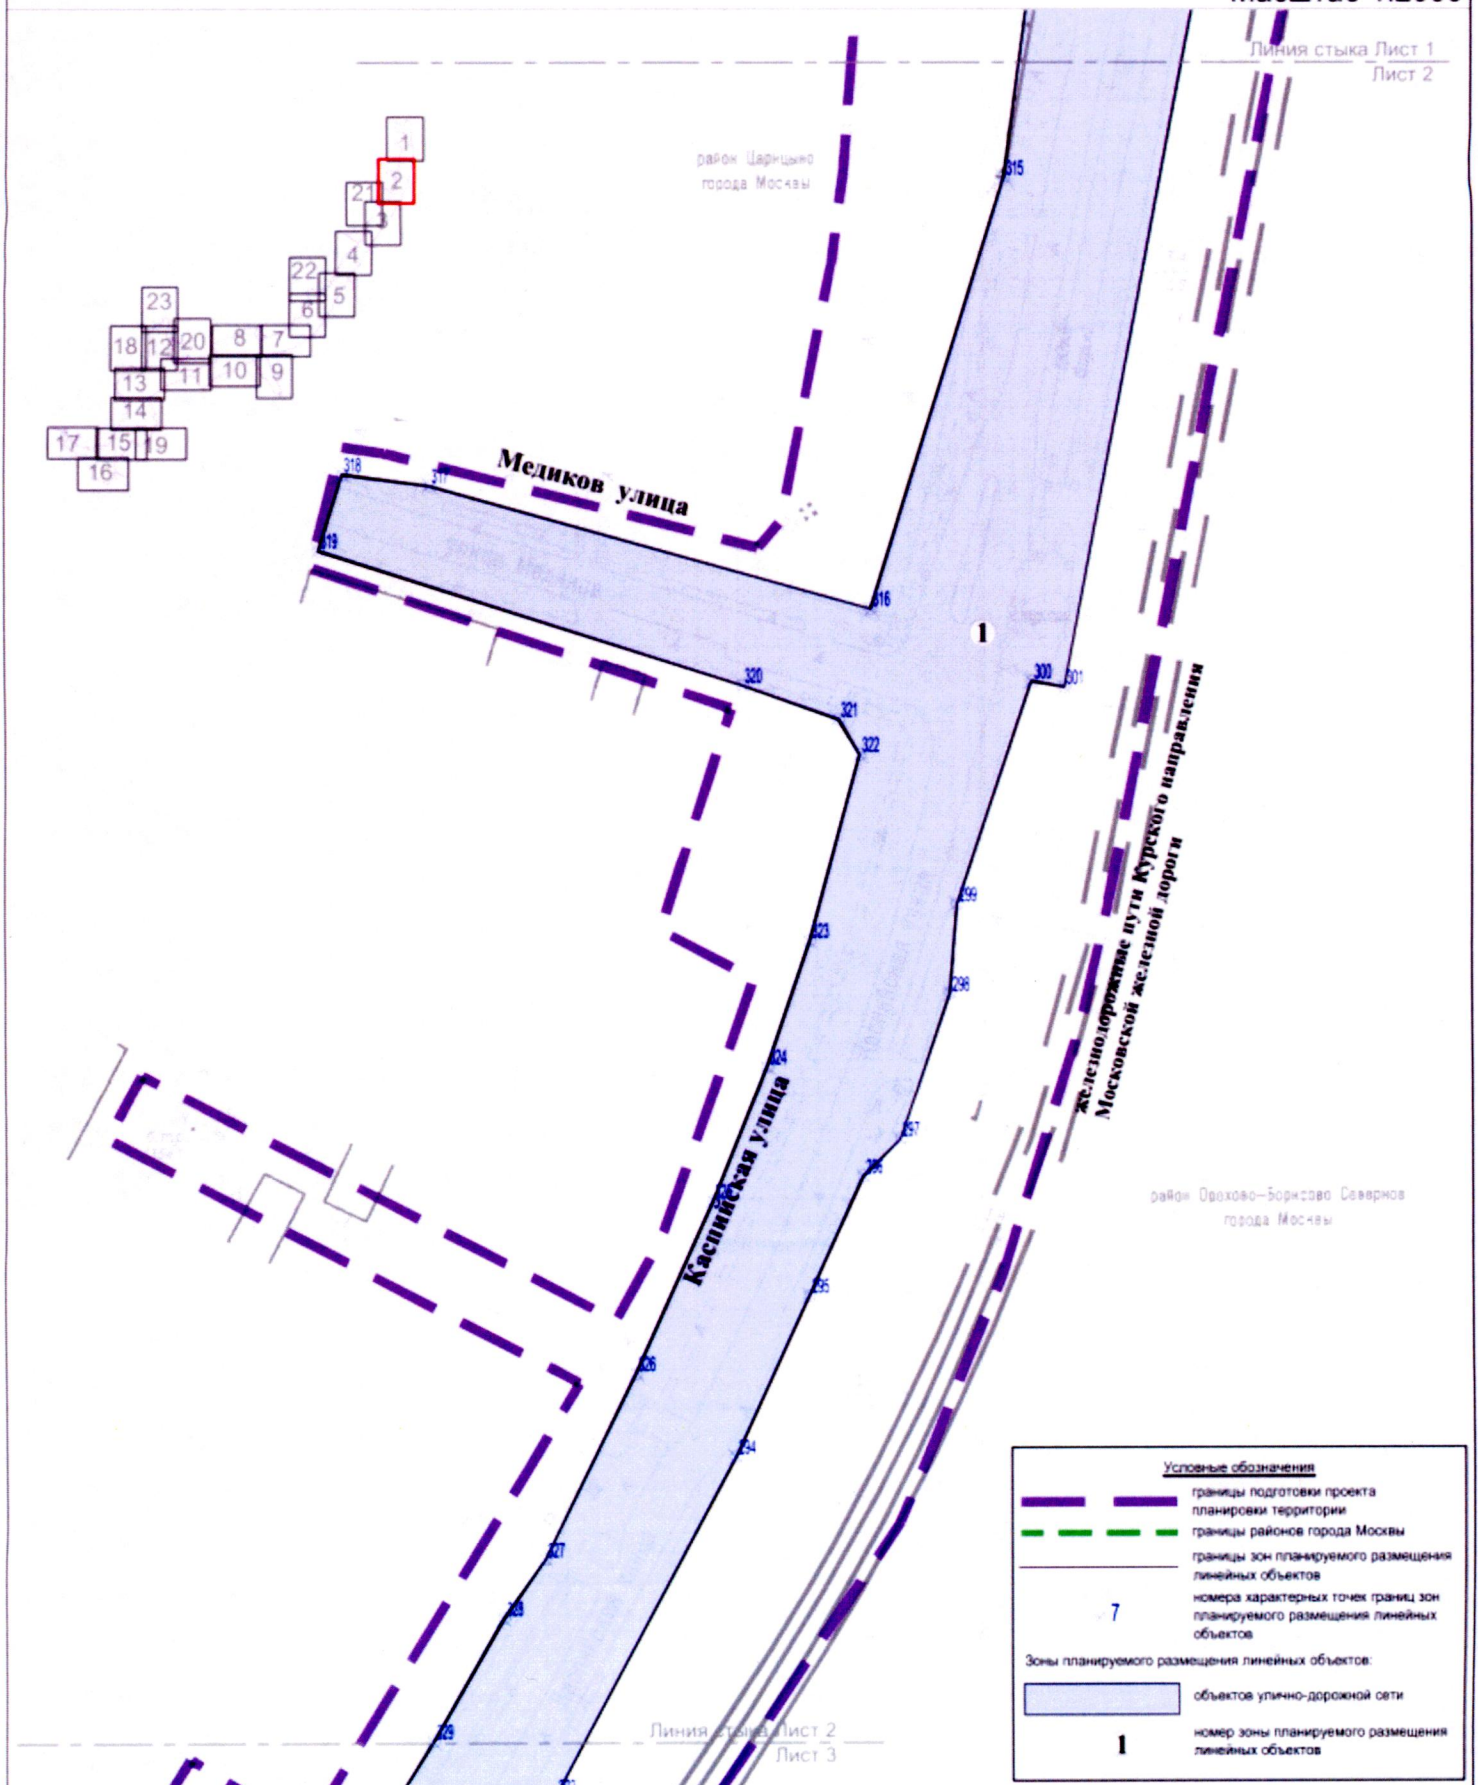 Линия стыка Лист 1
Лист 2
район Царицыно
города Москвы
1
2
21
3
4
22
5
6
23
18
12
20
8
7
13
11
10
9
14
17
15
19
16
315
318
317
Медиков улица
319
316
1
320
300
301
321
322
железнодорожные пути Курского направления
Московской железной дороги
299
323
298
324
Каспийская улица
297
296
район Орехово-Борисово Северное
города Москвы
295
326
294
327
328
329
Линия стыка Лист 2
Лист 3
Условные обозначения
границы подготовки проекта
планировки территории
границы районов города Москвы
границы зон планируемого размещения
линейных объектов
7
номера характерных точек границ зон
планируемого размещения линейных
объектов
Зоны планируемого размещения линейных объектов:
объектов улично-дорожной сети
1
номер зоны планируемого размещения
линейных объектов